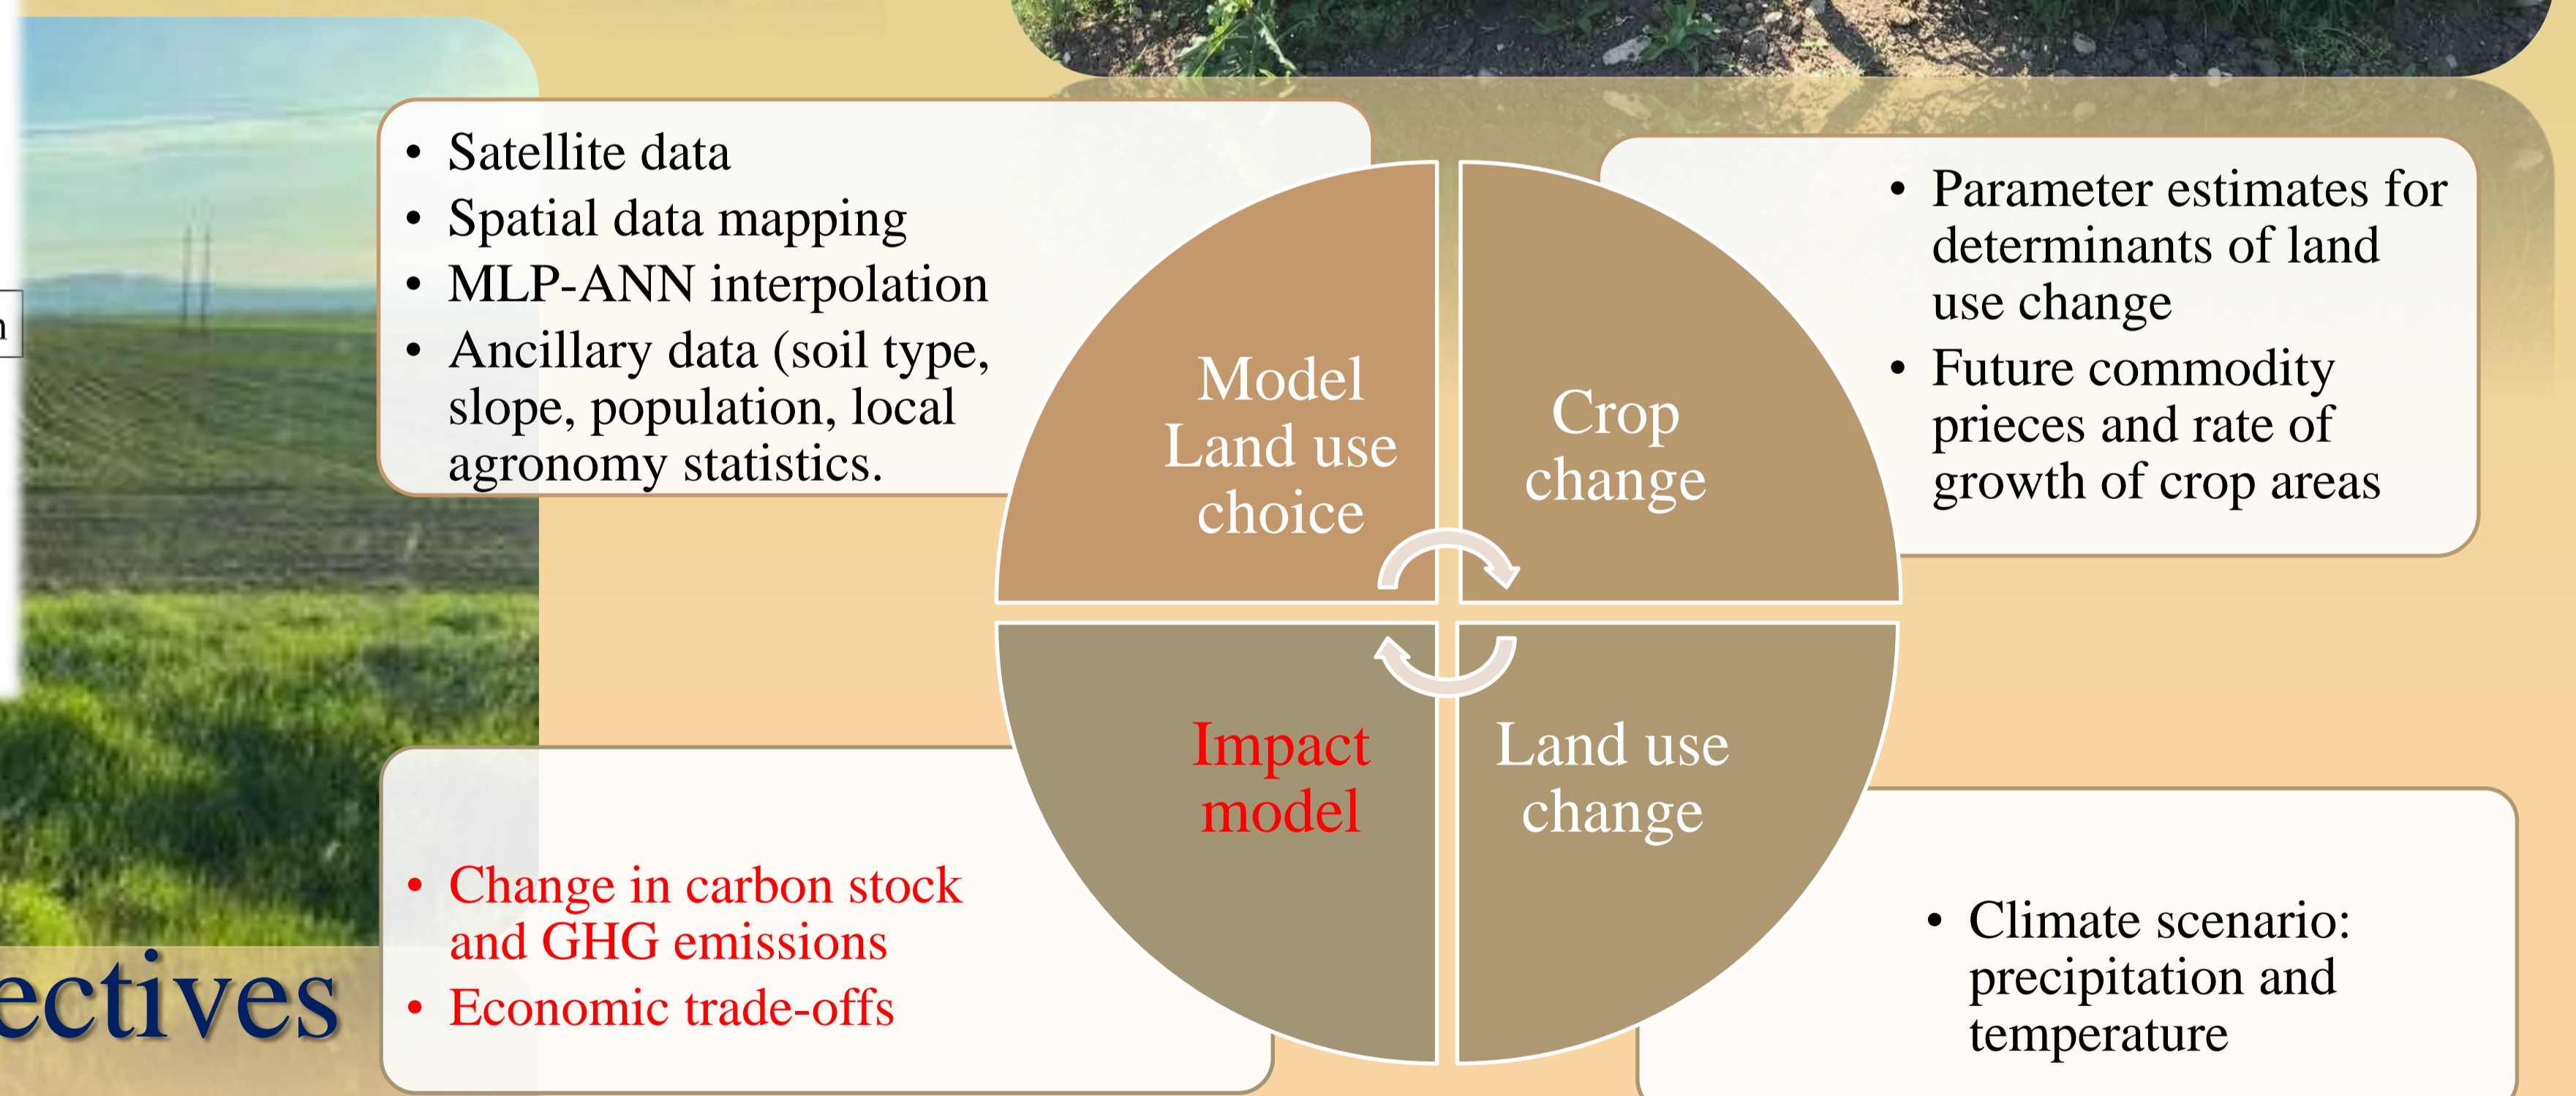 • Satellite data
• Spatial data mapping
• MLP-ANN interpolation
• Ancillary data (soil type,
slope, population, local
agronomy statistics.
Model
Land use
choice
Crop
change
• Parameter estimates for
determinants of land
use change
• Future commodity
prieces and rate of
growth of crop areas
Impact
model
Land use
change
• Change in carbon stock
and GHG emissions
• Economic trade-offs
• Climate scenario:
precipitation and
temperature
ectives